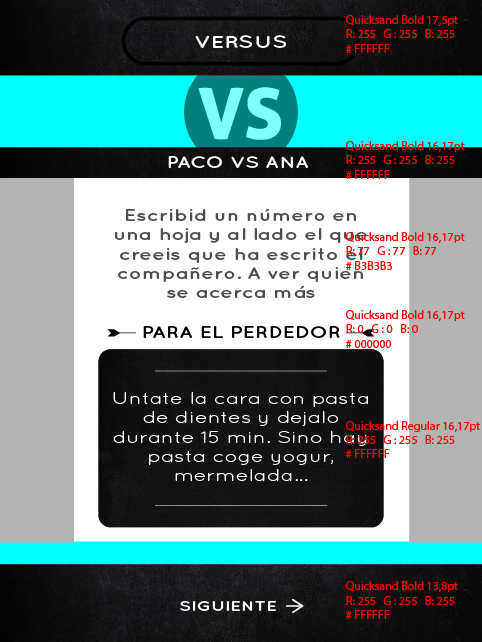 VERSUS
Quicksand Bold 17,5pt
R: 255 G: 255 B: 255
# FFFFFF
VS
PACO VS ANA
Quicksand Bold 16,17pt
R: 255 G: 255 B: 255
# FFFFFF
Escribid un número en
una hoja y al lado el que
creeis que ha escrito el
compañero. A ver quien
se acerca más
Quicksand Bold 16,17pt
R: 77 G: 77 B: 77
# B3B3B3
PARA EL PERDEDOR
Quicksand Bold 16,17pt
R: 0 G: 0 B: 0
# 000000
Untate la cara con pasta
de dientes y dejalo
durante 15 min. Sino hay
pasta coge yogur,
mermelada...
Quicksand Regular 16,17pt
R: 255 G: 255 B: 255
# FFFFFF
SIGUIENTE →
Quicksand Bold 13,8pt
R: 255 G: 255 B: 255
# FFFFFF